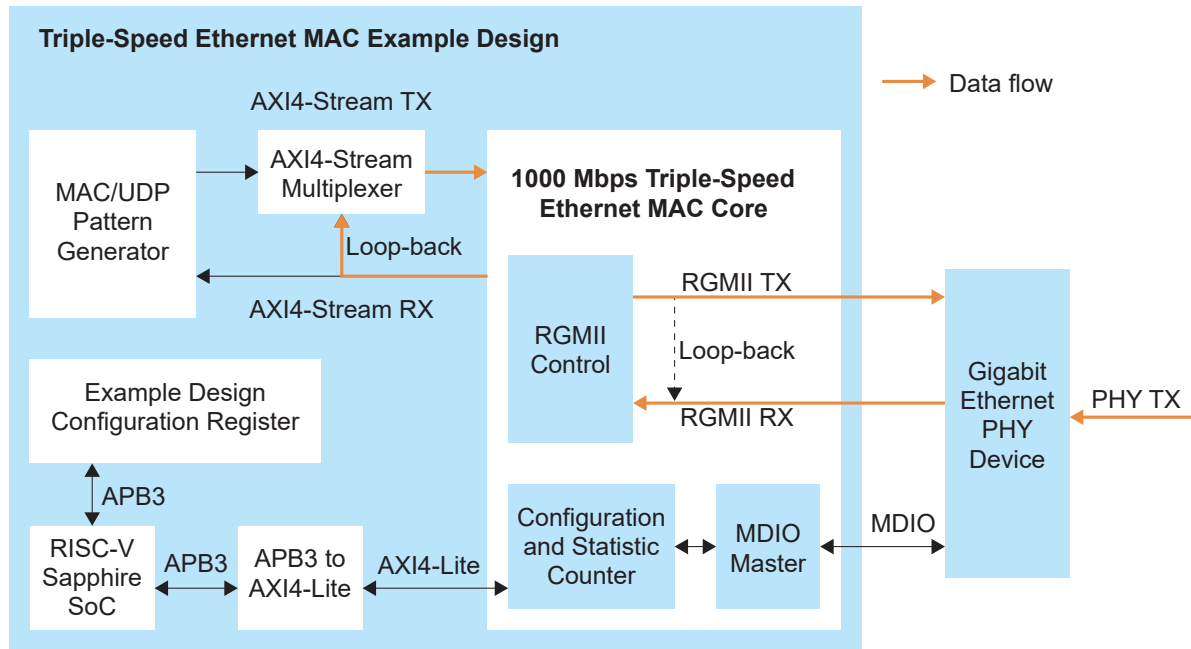 Triple-Speed Ethernet MAC Example Design
Data flow
AXI4-Stream TX
MAC/UDP
Pattern
Generator
AXI4-Stream
Multiplexer
Loop-back
AXI4-Stream RX
1000 Mbps Triple-Speed
Ethernet MAC Core
RGMII
Control
RGMII TX
Loop-back
RGMII RX
Gigabit
Ethernet
PHY
Device
PHY TX
Example Design
Configuration Register
APB3
RISC-V
Sapphire
SoC
APB3
APB3 to
AXI4-Lite
AXI4-Lite
Configuration
and Statistic
Counter
MDIO
Master
MDIO